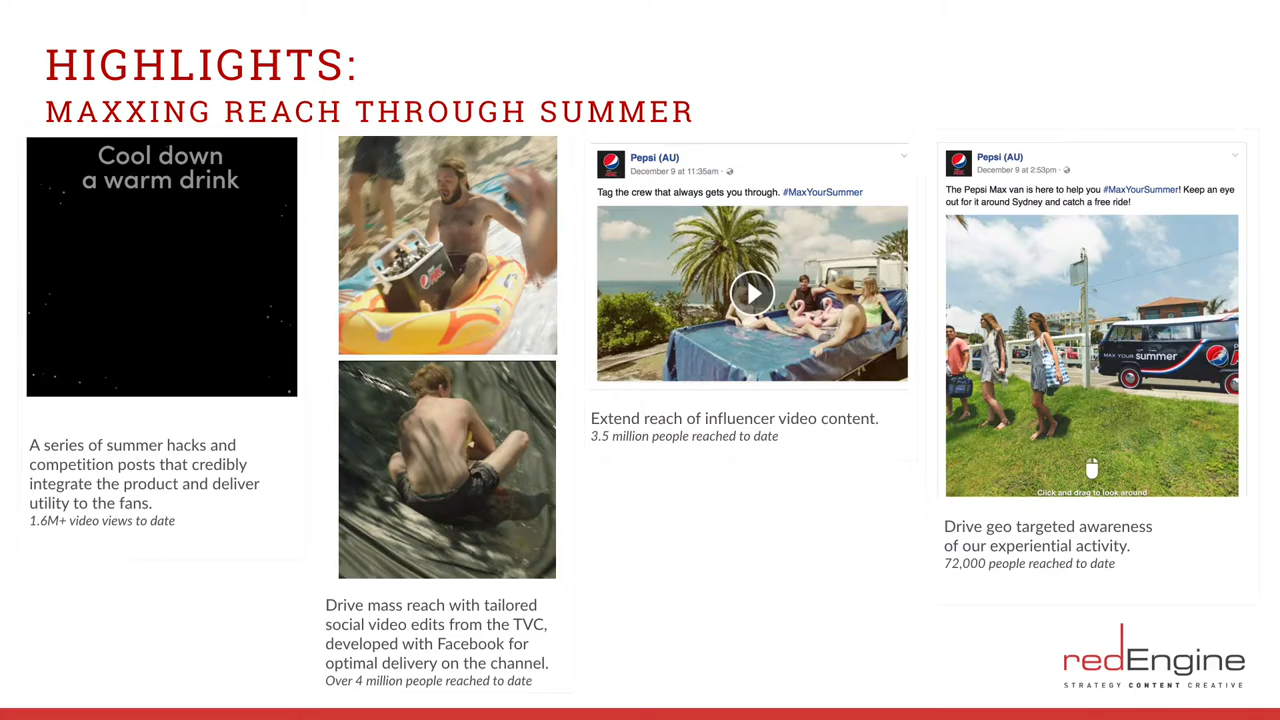 HIGHLIGHTS:
MAXXING REACH THROUGH SUMMER
Cool down
a warm drink
A series of summer hacks and
competition posts that credibly
integrate the product and deliver
utility to the fans.
1.6M+ video views to date
Drive mass reach with tailored
social video edits from the TVC,
developed with Facebook for
optimal delivery on the channel.
Over 4 million people reached to date
Pepsi (AU)
December 9 at 11:35am ·
Tag the crew that always gets you through. #MaxYourSummer
Extend reach of influencer video content.
3.5 million people reached to date
Pepsi (AU)
December 9 at 2:53pm ·
The Pepsi Max van is here to help you #MaxYourSummer! Keep an eye
out for it around Sydney and catch a free ride!
MAX YOUR summer
Click and drag to look around
Drive geo targeted awareness
of our experiential activity.
72,000 people reached to date
redEngine
STRATEGY CONTENT CREATIVE